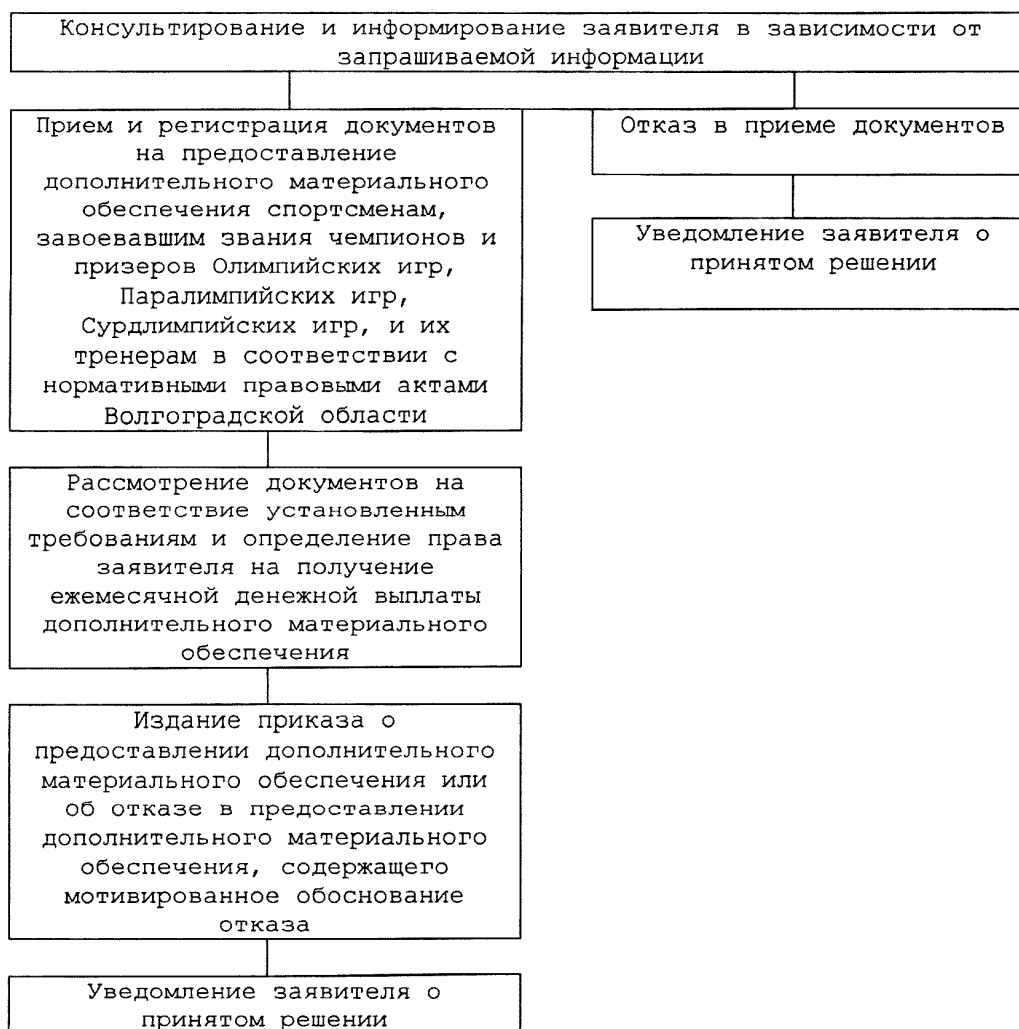 Консультирование и информирование заявителя в зависимости от
запрашиваемой информации
Прием и регистрация документов
на предоставление
дополнительного материального
обеспечения спортсменам,
завоевавшим звания чемпионов и
призеров Олимпийских игр,
Паралимпийских игр,
Сурдлимпийских игр, и их
тренерам в соответствии с
нормативными правовыми актами
Волгоградской области
Отказ в приеме документов
Уведомление заявителя о
принятом решении
Рассмотрение документов на
соответствие установленным
требованиям и определение права
заявителя на получение
ежемесячной денежной выплаты
дополнительного материального
обеспечения
Издание приказа о
предоставлении дополнительного
материального обеспечения или
об отказе в предоставлении
дополнительного материального
обеспечения, содержащего
мотивированное обоснование
отказа
Уведомление заявителя о
принятом решении